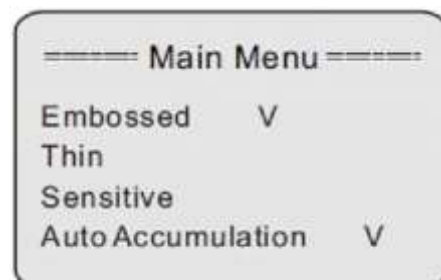 Main Menu
Embossed V
Thin
Sensitive
Auto Accumulation V